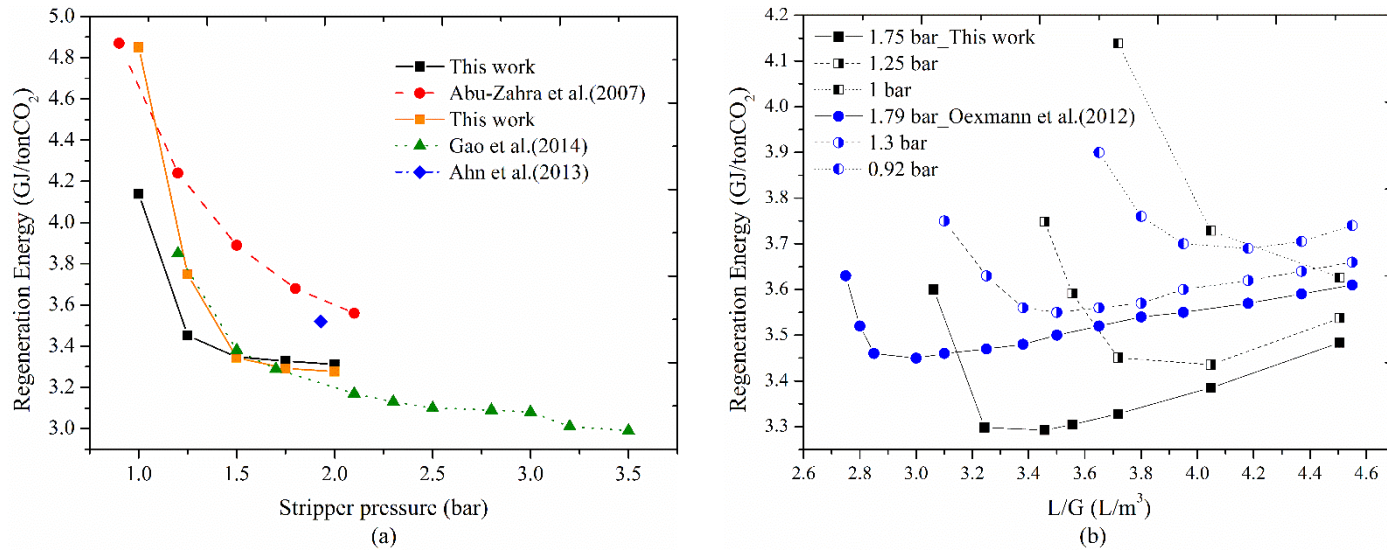 5.0
4.8
4.6
4.4
4.2
4.0
3.8
3.6
3.4
3.2
3.0
Regeneration Energy (GJ/tonCO2)
This work
Abu-Zahra et al.(2007)
This work
Gao et al.(2014)
Ahn et al.(2013)
1.0 1.5 2.0 2.5 3.0 3.5
Stripper pressure (bar)
(a)
4.2
4.1
4.0
3.9
3.8
3.7
3.6
3.5
3.4
3.3
Regeneration Energy (GJ/tonCO2)
1.75 bar_This work
1.25 bar
1 bar
1.79 bar_Oexmann et al.(2012)
1.3 bar
0.92 bar
2.6 2.8 3.0 3.2 3.4 3.6 3.8 4.0 4.2 4.4 4.6
L/G (L/m3)
(b)